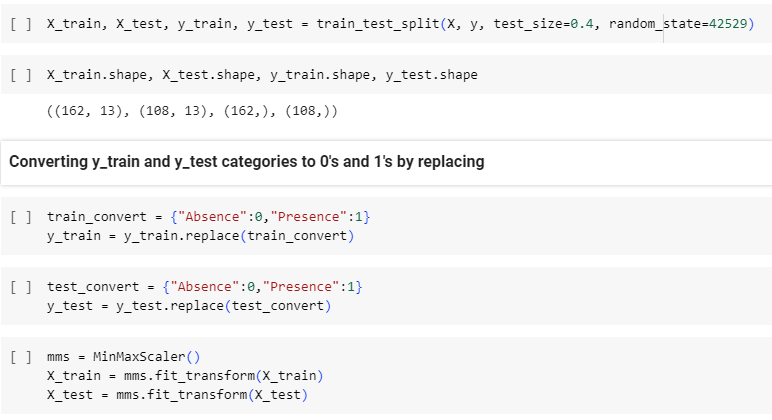 [ ] X_train, X_test, y_train, y_test = train_test_split(X, y, test_size=0.4, random_state=42529)
[ ] X_train.shape, X_test.shape, y_train.shape, y_test.shape
((162, 13), (108, 13), (162,), (108,))
Converting y_train and y_test categories to 0's and 1's by replacing
[ ] train_convert = {"Absence":0,"Presence":1}
y_train = y_train.replace(train_convert)
[ ] test_convert = {"Absence":0,"Presence":1}
y_test = y_test.replace(test_convert)
[ ] mms = MinMaxScaler()
X_train = mms.fit_transform(X_train)
X_test = mms.fit_transform(X_test)